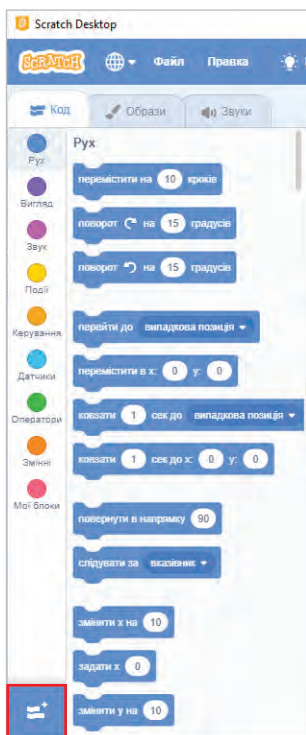 Scratch Desktop
SCRATCH Файл Правка
Код Образи Звуки
Рух
Вигляд
Звук
Події
Керування
Датчики
Оператори
Змінні
Мої блоки
Рух
перемістити на 10 кроків
поворот на 15 градусів
поворот на 15 градусів
перейти до випадкова позиція
перемістити в x: 0 y: 0
ковзати 1 сек до випадкова позиція
ковзати 1 сек до x: 0 y: 0
повернути в напрямку 90
слідувати за вказівник
змінити x на 10
задати x 0
змінити y на 10